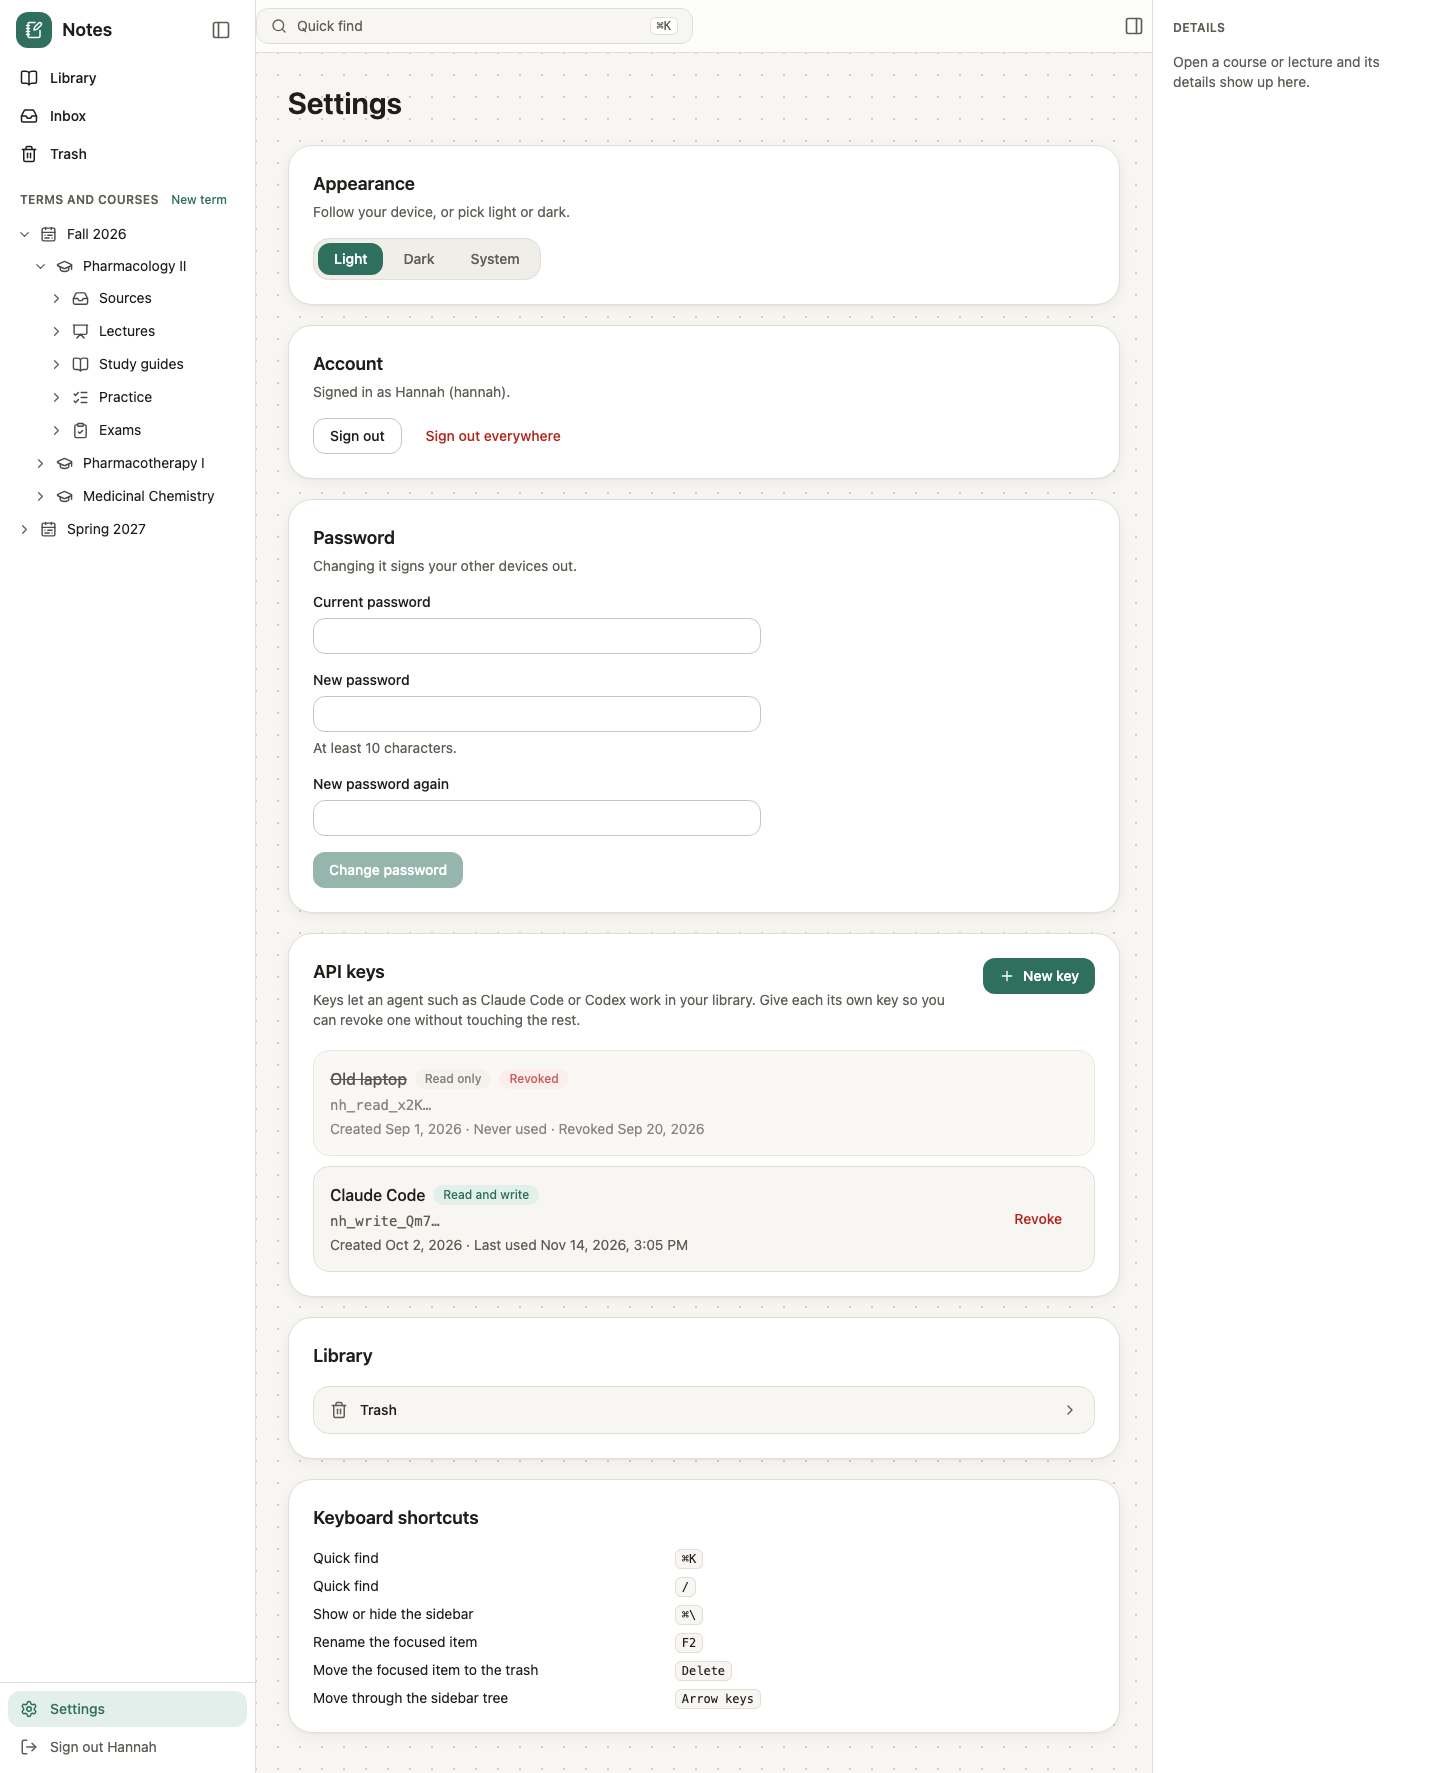 Notes
Library
Inbox
Trash
TERMS AND COURSES
New term
Fall 2026
Pharmacology II
Sources
Lectures
Study guides
Practice
Exams
Pharmacotherapy I
Medicinal Chemistry
Spring 2027
Settings
Sign out Hannah
Quick find ⌘K
Settings
Appearance
Follow your device, or pick light or dark.
Light Dark System
Account
Signed in as Hannah (hannah).
Sign out Sign out everywhere
Password
Changing it signs your other devices out.
Current password
New password
At least 10 characters.
New password again
Change password
API keys
New key
Keys let an agent such as Claude Code or Codex work in your library. Give each its own key so you
can revoke one without touching the rest.
Old laptop Read only Revoked
nh_read_x2K…
Created Sep 1, 2026 · Never used · Revoked Sep 20, 2026
Claude Code Read and write
nh_write_Qm7…
Revoke
Created Oct 2, 2026 · Last used Nov 14, 2026, 3:05 PM
Library
Trash
Keyboard shortcuts
Quick find ⌘K
Quick find /
Show or hide the sidebar ⌘\
Rename the focused item F2
Move the focused item to the trash Delete
Move through the sidebar tree Arrow keys
DETAILS
Open a course or lecture and its
details show up here.